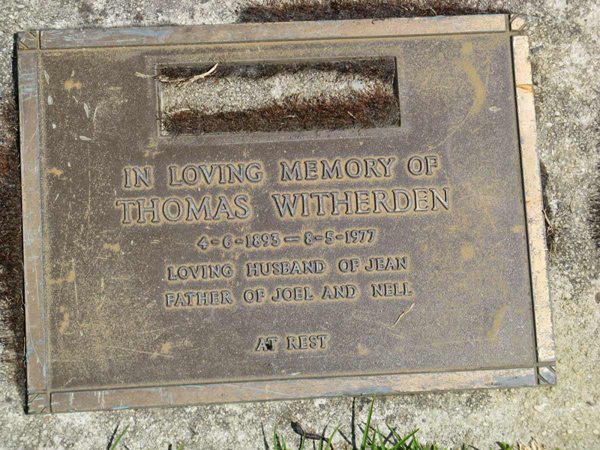 IN LOVING MEMORY OF
THOMAS WITHERDEN
4-6-1893 — 8-5-1977
LOVING HUSBAND OF JEAN
FATHER OF JOEL AND NELL
AT REST